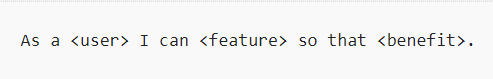 As a <user> I can <feature> so that <benefit>.